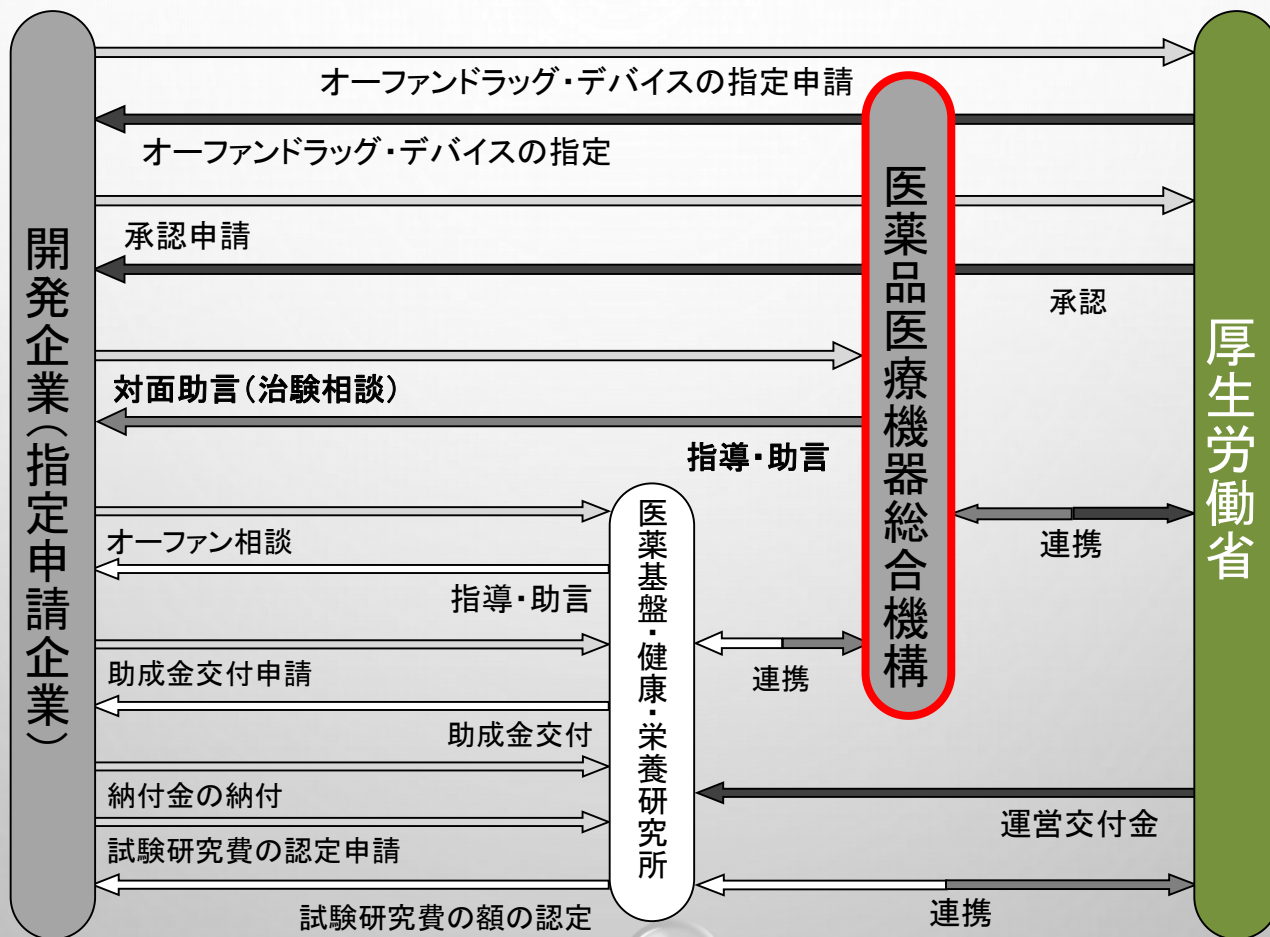 オーファンドラッグ・デバイスの指定申請
オーファンドラッグ・デバイスの指定
承認申請
承認
対面助言(治験相談)
指導・助言
オーファン相談
指導・助言
連携
連携
助成金交付申請
助成金交付
納付金の納付
運営交付金
試験研究費の認定申請
試験研究費の額の認定
連携
開発企業(指定申請企業)
医薬基盤・健康・栄養研究所
医薬品医療機器総合機構
厚生労働省